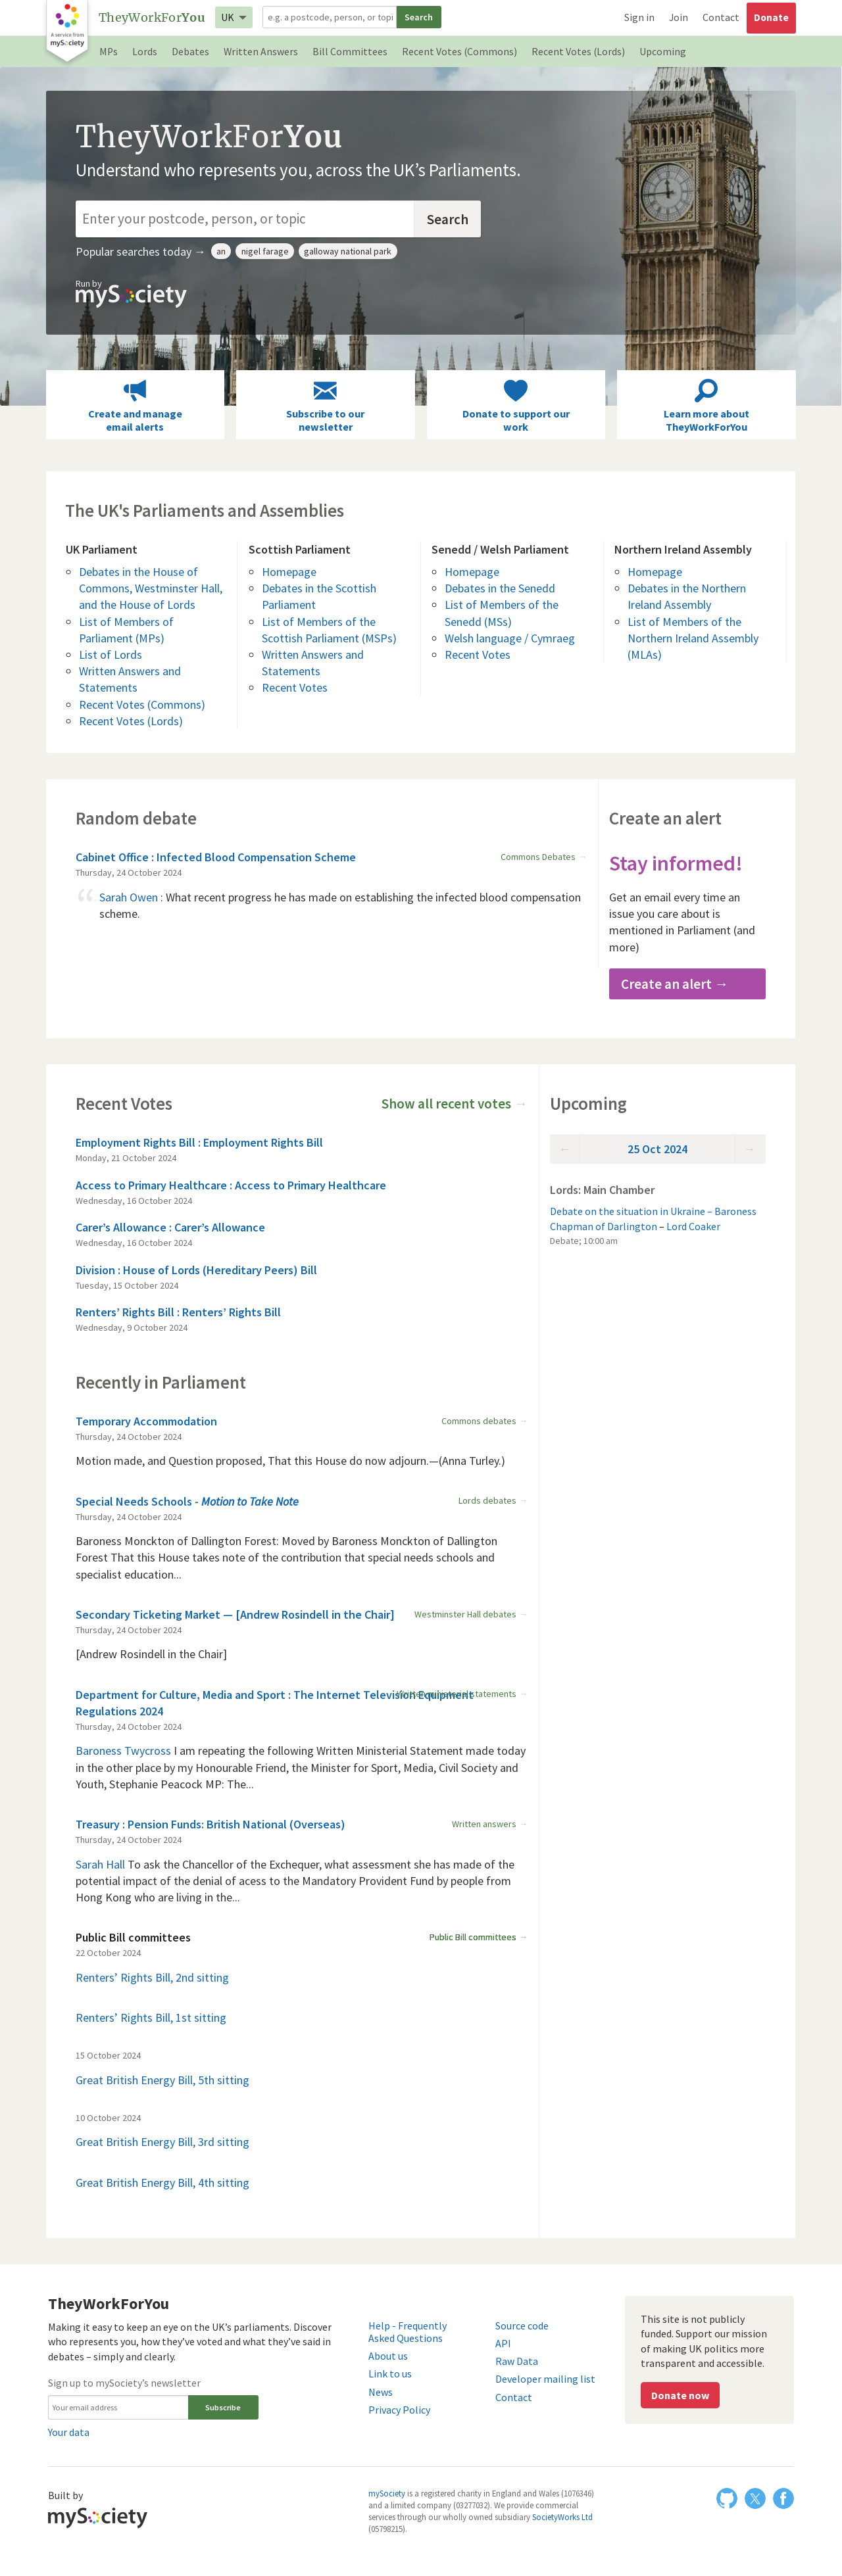 A service from
mySociety
TheyWorkForYou
UK
e.g. a postcode, person, or topi
Search
Sign in
Join
Contact
Donate
MPs
Lords
Debates
Written Answers
Bill Committees
Recent Votes (Commons)
Recent Votes (Lords)
Upcoming
TheyWorkForYou
Understand who represents you, across the UK’s Parliaments.
Enter your postcode, person, or topic
Search
Popular searches today →
an
nigel farage
galloway national park
Run by
mySociety
Create and manage
email alerts
Subscribe to our
newsletter
Donate to support our
work
Learn more about
TheyWorkForYou
The UK's Parliaments and Assemblies
UK Parliament
Debates in the House of
Commons, Westminster Hall,
and the House of Lords
List of Members of
Parliament (MPs)
List of Lords
Written Answers and
Statements
Recent Votes (Commons)
Recent Votes (Lords)
Scottish Parliament
Homepage
Debates in the Scottish
Parliament
List of Members of the
Scottish Parliament (MSPs)
Written Answers and
Statements
Recent Votes
Senedd / Welsh Parliament
Homepage
Debates in the Senedd
List of Members of the
Senedd (MSs)
Welsh language / Cymraeg
Recent Votes
Northern Ireland Assembly
Homepage
Debates in the Northern
Ireland Assembly
List of Members of the
Northern Ireland Assembly
(MLAs)
Random debate
Cabinet Office : Infected Blood Compensation Scheme
Commons Debates →
Thursday, 24 October 2024
“ Sarah Owen : What recent progress he has made on establishing the infected blood compensation
scheme.
Create an alert
Stay informed!
Get an email every time an
issue you care about is
mentioned in Parliament (and
more)
Create an alert →
Recent Votes
Show all recent votes →
Employment Rights Bill : Employment Rights Bill
Monday, 21 October 2024
Access to Primary Healthcare : Access to Primary Healthcare
Wednesday, 16 October 2024
Carer’s Allowance : Carer’s Allowance
Wednesday, 16 October 2024
Division : House of Lords (Hereditary Peers) Bill
Tuesday, 15 October 2024
Renters’ Rights Bill : Renters’ Rights Bill
Wednesday, 9 October 2024
Upcoming
←
25 Oct 2024
→
Lords: Main Chamber
Debate on the situation in Ukraine – Baroness
Chapman of Darlington – Lord Coaker
Debate; 10:00 am
Recently in Parliament
Temporary Accommodation
Commons debates →
Thursday, 24 October 2024
Motion made, and Question proposed, That this House do now adjourn.—(Anna Turley.)
Special Needs Schools - Motion to Take Note
Lords debates →
Thursday, 24 October 2024
Baroness Monckton of Dallington Forest: Moved by Baroness Monckton of Dallington
Forest That this House takes note of the contribution that special needs schools and
specialist education...
Secondary Ticketing Market — [Andrew Rosindell in the Chair]
Westminster Hall debates →
Thursday, 24 October 2024
[Andrew Rosindell in the Chair]
Department for Culture, Media and Sport : The Internet Television Equipment
Written ministerial statements →
Regulations 2024
Thursday, 24 October 2024
Baroness Twycross I am repeating the following Written Ministerial Statement made today
in the other place by my Honourable Friend, the Minister for Sport, Media, Civil Society and
Youth, Stephanie Peacock MP: The...
Treasury : Pension Funds: British National (Overseas)
Written answers →
Thursday, 24 October 2024
Sarah Hall To ask the Chancellor of the Exchequer, what assessment she has made of the
potential impact of the denial of acess to the Mandatory Provident Fund by people from
Hong Kong who are living in the...
Public Bill committees
Public Bill committees →
22 October 2024
Renters’ Rights Bill, 2nd sitting
Renters’ Rights Bill, 1st sitting
15 October 2024
Great British Energy Bill, 5th sitting
10 October 2024
Great British Energy Bill, 3rd sitting
Great British Energy Bill, 4th sitting
TheyWorkForYou
Making it easy to keep an eye on the UK’s parliaments. Discover
who represents you, how they’ve voted and what they’ve said in
debates – simply and clearly.
Sign up to mySociety’s newsletter
Your email address
Subscribe
Your data
Help - Frequently
Asked Questions
About us
Link to us
News
Privacy Policy
Source code
API
Raw Data
Developer mailing list
Contact
This site is not publicly
funded. Support our mission
of making UK politics more
transparent and accessible.
Donate now
Built by
mySociety
mySociety is a registered charity in England and Wales (1076346)
and a limited company (03277032). We provide commercial
services through our wholly owned subsidiary SocietyWorks Ltd
(05798215).